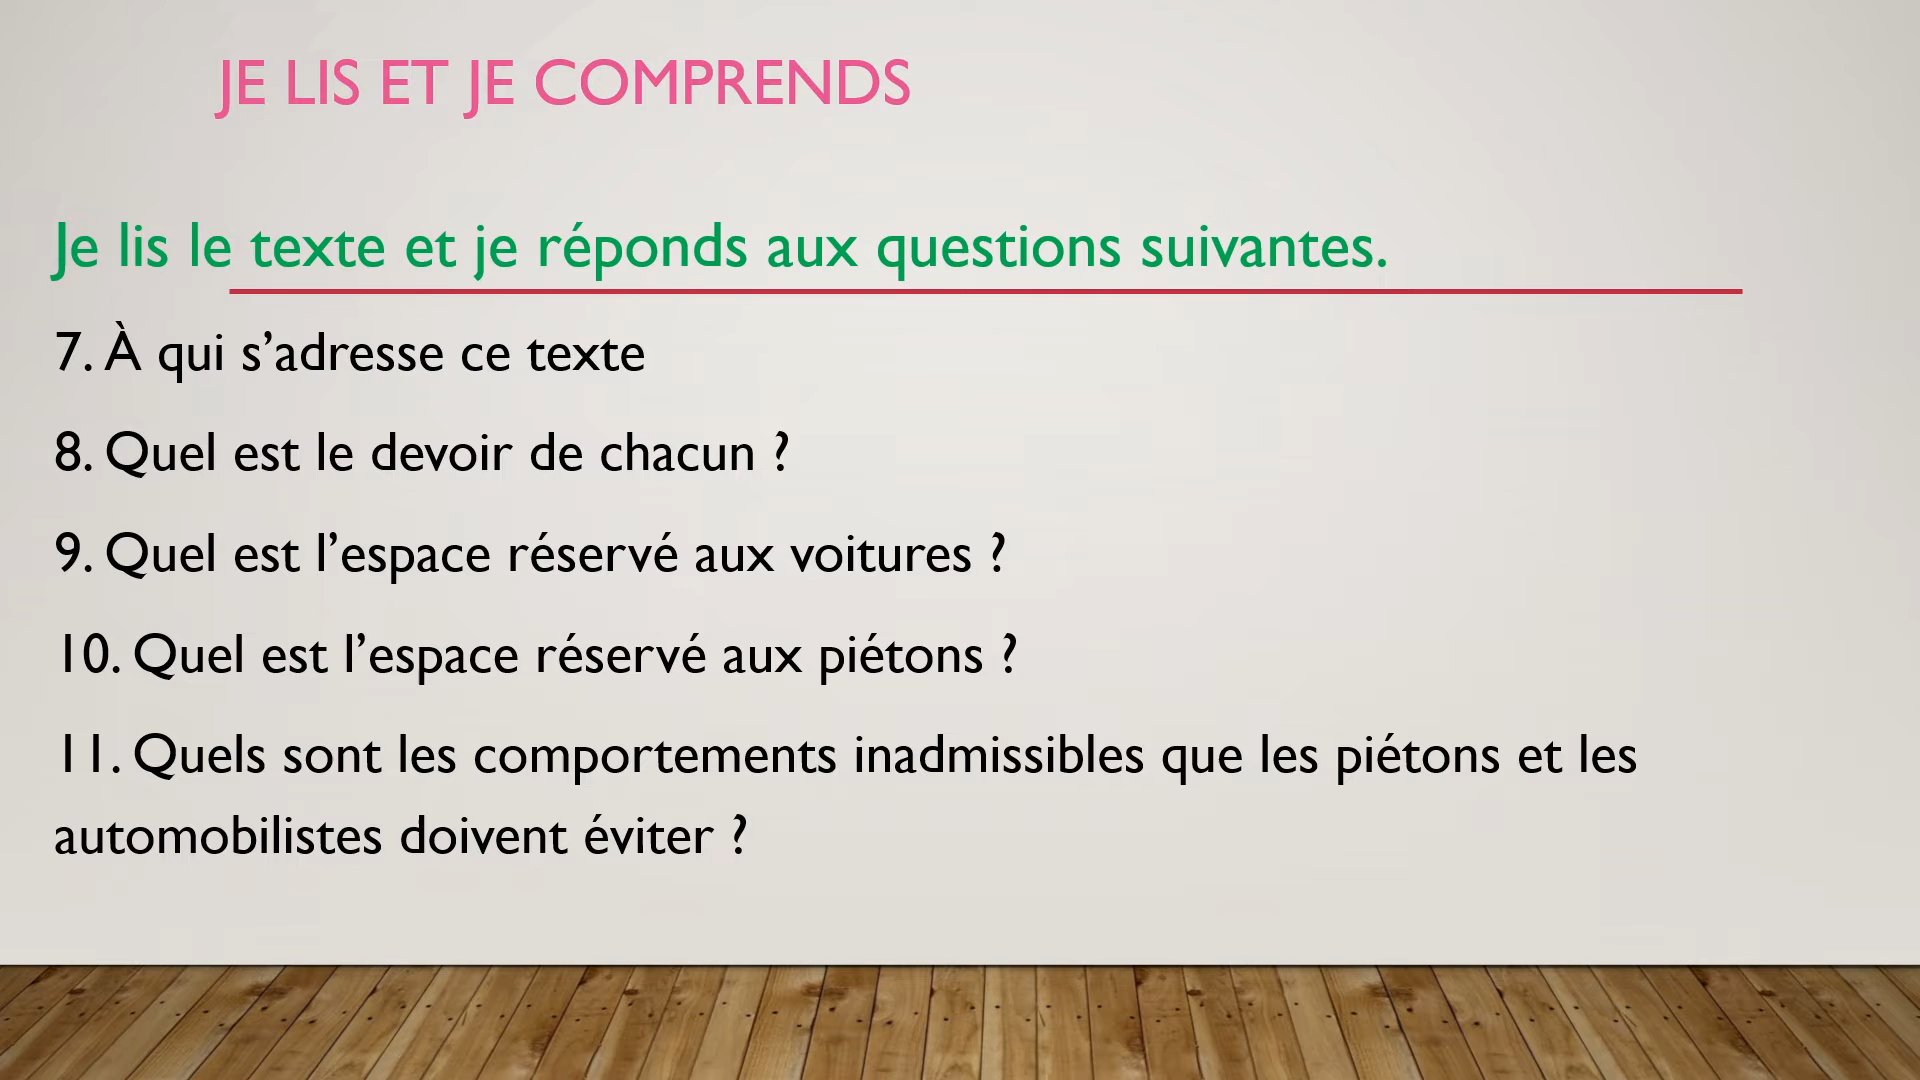 JE LIS ET JE COMPRENDS
Je lis le texte et je réponds aux questions suivantes.
7. À qui s’adresse ce texte
8. Quel est le devoir de chacun ?
9. Quel est l’espace réservé aux voitures ?
10. Quel est l’espace réservé aux piétons ?
11. Quels sont les comportements inadmissibles que les piétons et les
automobilistes doivent éviter ?